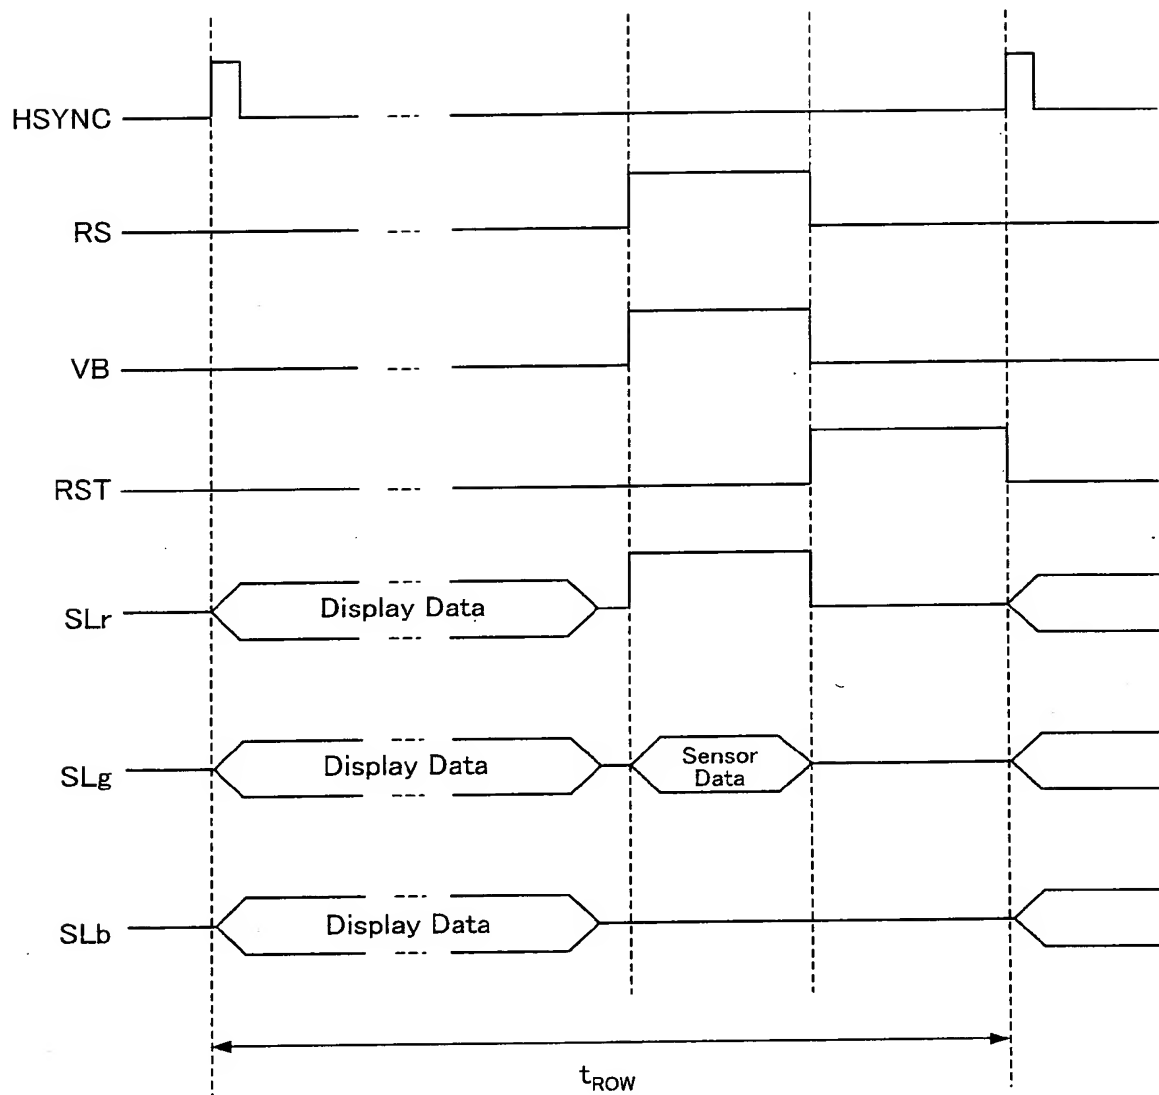 HSYNC
RS
VB
RST
SLr
Display Data
SLg
Display Data
Sensor
Data
SLb
Display Data
tROW